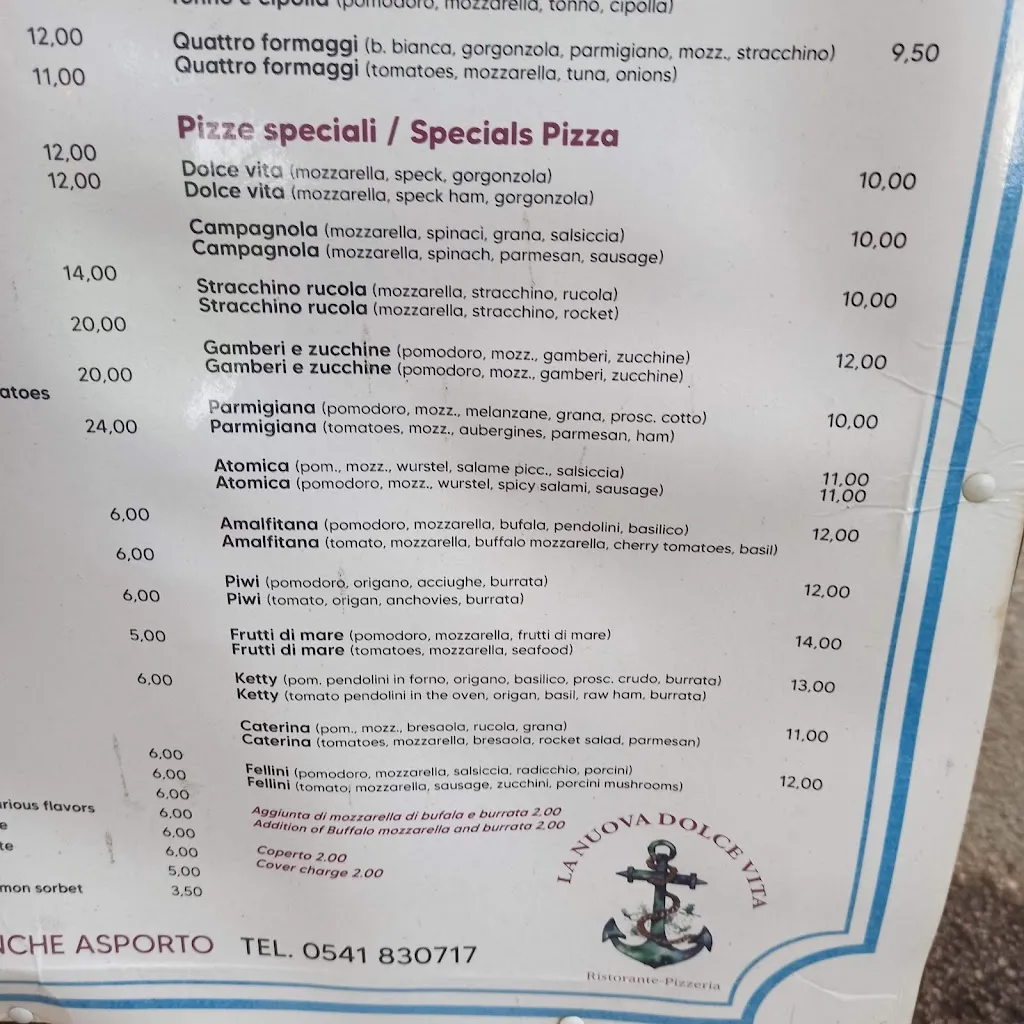 Tonno e cipolla (pomodoro, mozzarella, tonno, cipolla)
12,00
11,00
Quattro formaggi (b. bianca, gorgonzola, parmigiano, mozz., stracchino) 9,50
Quattro formaggi (tomatoes, mozzarella, tuna, onions)
Pizze speciali / Specials Pizza
12,00
12,00
Dolce vita (mozzarella, speck, gorgonzola) 10,00
Dolce vita (mozzarella, speck ham, gorgonzola)
Campagnola (mozzarella, spinaci, grana, salsiccia) 10,00
Campagnola (mozzarella, spinach, parmesan, sausage)
14,00
Stracchino rucola (mozzarella, stracchino, rucola) 10,00
Stracchino rucola (mozzarella, stracchino, rocket)
20,00
Gamberi e zucchine (pomodoro, mozz., gamberi, zucchine) 12,00
Gamberi e zucchine (pomodoro, mozz., gamberi, zucchine)
20,00
atoes
Parmigiana (pomodoro, mozz., melanzane, grana, prosc. cotto) 10,00
Parmigiana (tomatoes, mozz., aubergines, parmesan, ham)
24,00
Atomica (pom., mozz., wurstel, salame picc., salsiccia) 11,00
Atomica (pomodoro, mozz., wurstel, spicy salami, sausage) 11,00
6,00
Amalfitana (pomodoro, mozzarella, bufala, pendolini, basilico) 12,00
Amalfitana (tomato, mozzarella, buffalo mozzarella, cherry tomatoes, basil)
6,00
Piwi (pomodoro, origano, acciughe, burrata) 12,00
Piwi (tomato, origan, anchovies, burrata)
6,00
5,00
Frutti di mare (pomodoro, mozzarella, frutti di mare) 14,00
Frutti di mare (tomatoes, mozzarella, seafood)
6,00
Ketty (pom. pendolini in forno, origano, basilico, prosc. crudo, burrata) 13,00
Ketty (tomato pendolini in the oven, origan, basil, raw ham, burrata)
Caterina (pom., mozz., bresaola, rucola, grana) 11,00
Caterina (tomatoes, mozzarella, bresaola, rocket salad, parmesan)
6,00
6,00
6,00
Fellini (pomodoro, mozzarella, salsiccia, radicchio, porcini) 12,00
Fellini (tomato, mozzarella, sausage, zucchini, porcini mushrooms)
rious flavors 6,00
e 6,00
te 6,00
5,00
mon sorbet 3,50
Aggiunta di mozzarella di bufala e burrata 2.00
Addition of Buffalo mozzarella and burrata 2.00
Coperto 2.00
Cover charge 2.00
LA NUOVA DOLCE VITA
Ristorante-Pizzeria
NCHE ASPORTO TEL. 0541 830717